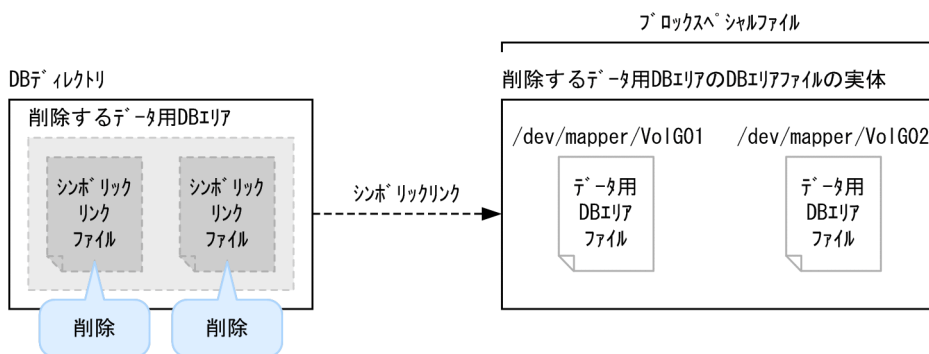 ブロックスペシャルファイル
DBディレクトリ
削除するデータ用DBエリアのDBエリアファイルの実体
削除するデータ用DBエリア
/dev/mapper/VolG01
/dev/mapper/VolG02
シンボリック
リンク
ファイル
シンボリック
リンク
ファイル
シンボリックリンク
データ用
DBエリア
ファイル
データ用
DBエリア
ファイル
削除
削除